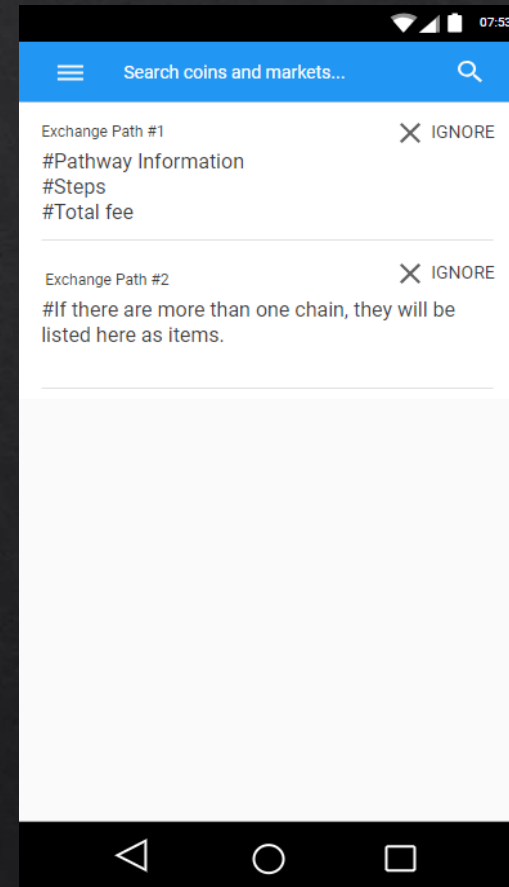 07:53
Search coins and markets...
Exchange Path #1
IGNORE
#Pathway Information
#Steps
#Total fee
Exchange Path #2
IGNORE
#If there are more than one chain, they will be
listed here as items.